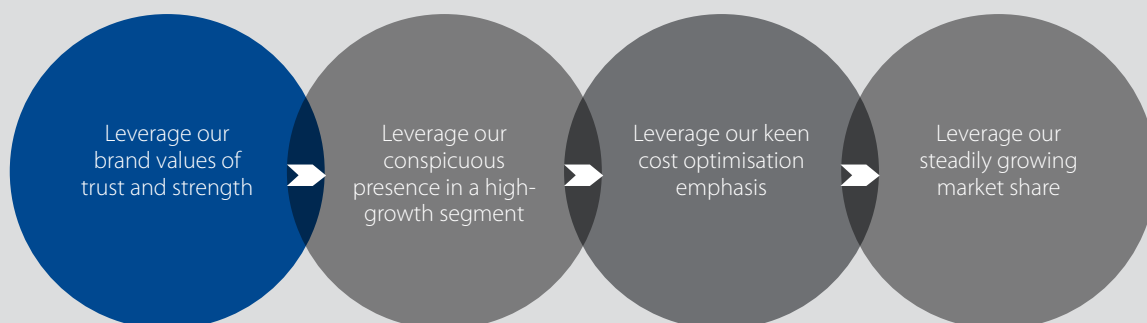 Leverage our
brand values of
trust and strength
Leverage our
conspicuous
presence in a high-
growth segment
Leverage our keen
cost optimisation
emphasis
Leverage our
steadily growing
market share